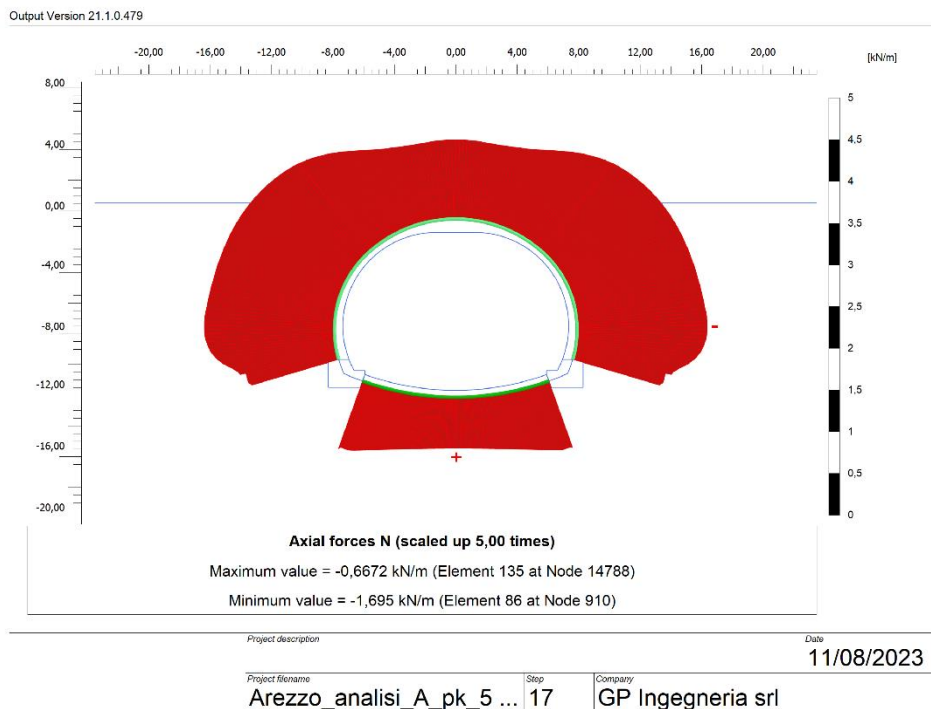 Output Version 21.1.0.479
-20,00 -16,00 -12,00 -8,00 -4,00 0,00 4,00 8,00 12,00 16,00 20,00
[kN/m]
8,00
4,00
0,00
-4,00
-8,00
-12,00
-16,00
-20,00
5
4,5
4
3,5
3
2,5
2
1,5
1
0,5
0
-
+
Axial forces N (scaled up 5,00 times)
Maximum value = -0,6672 kN/m (Element 135 at Node 14788)
Minimum value = -1,695 kN/m (Element 86 at Node 910)
Project description
Date
11/08/2023
Project filename
Step
Company
Arezzo_analisi_A_pk_5 ... 17 GP Ingegneria srl